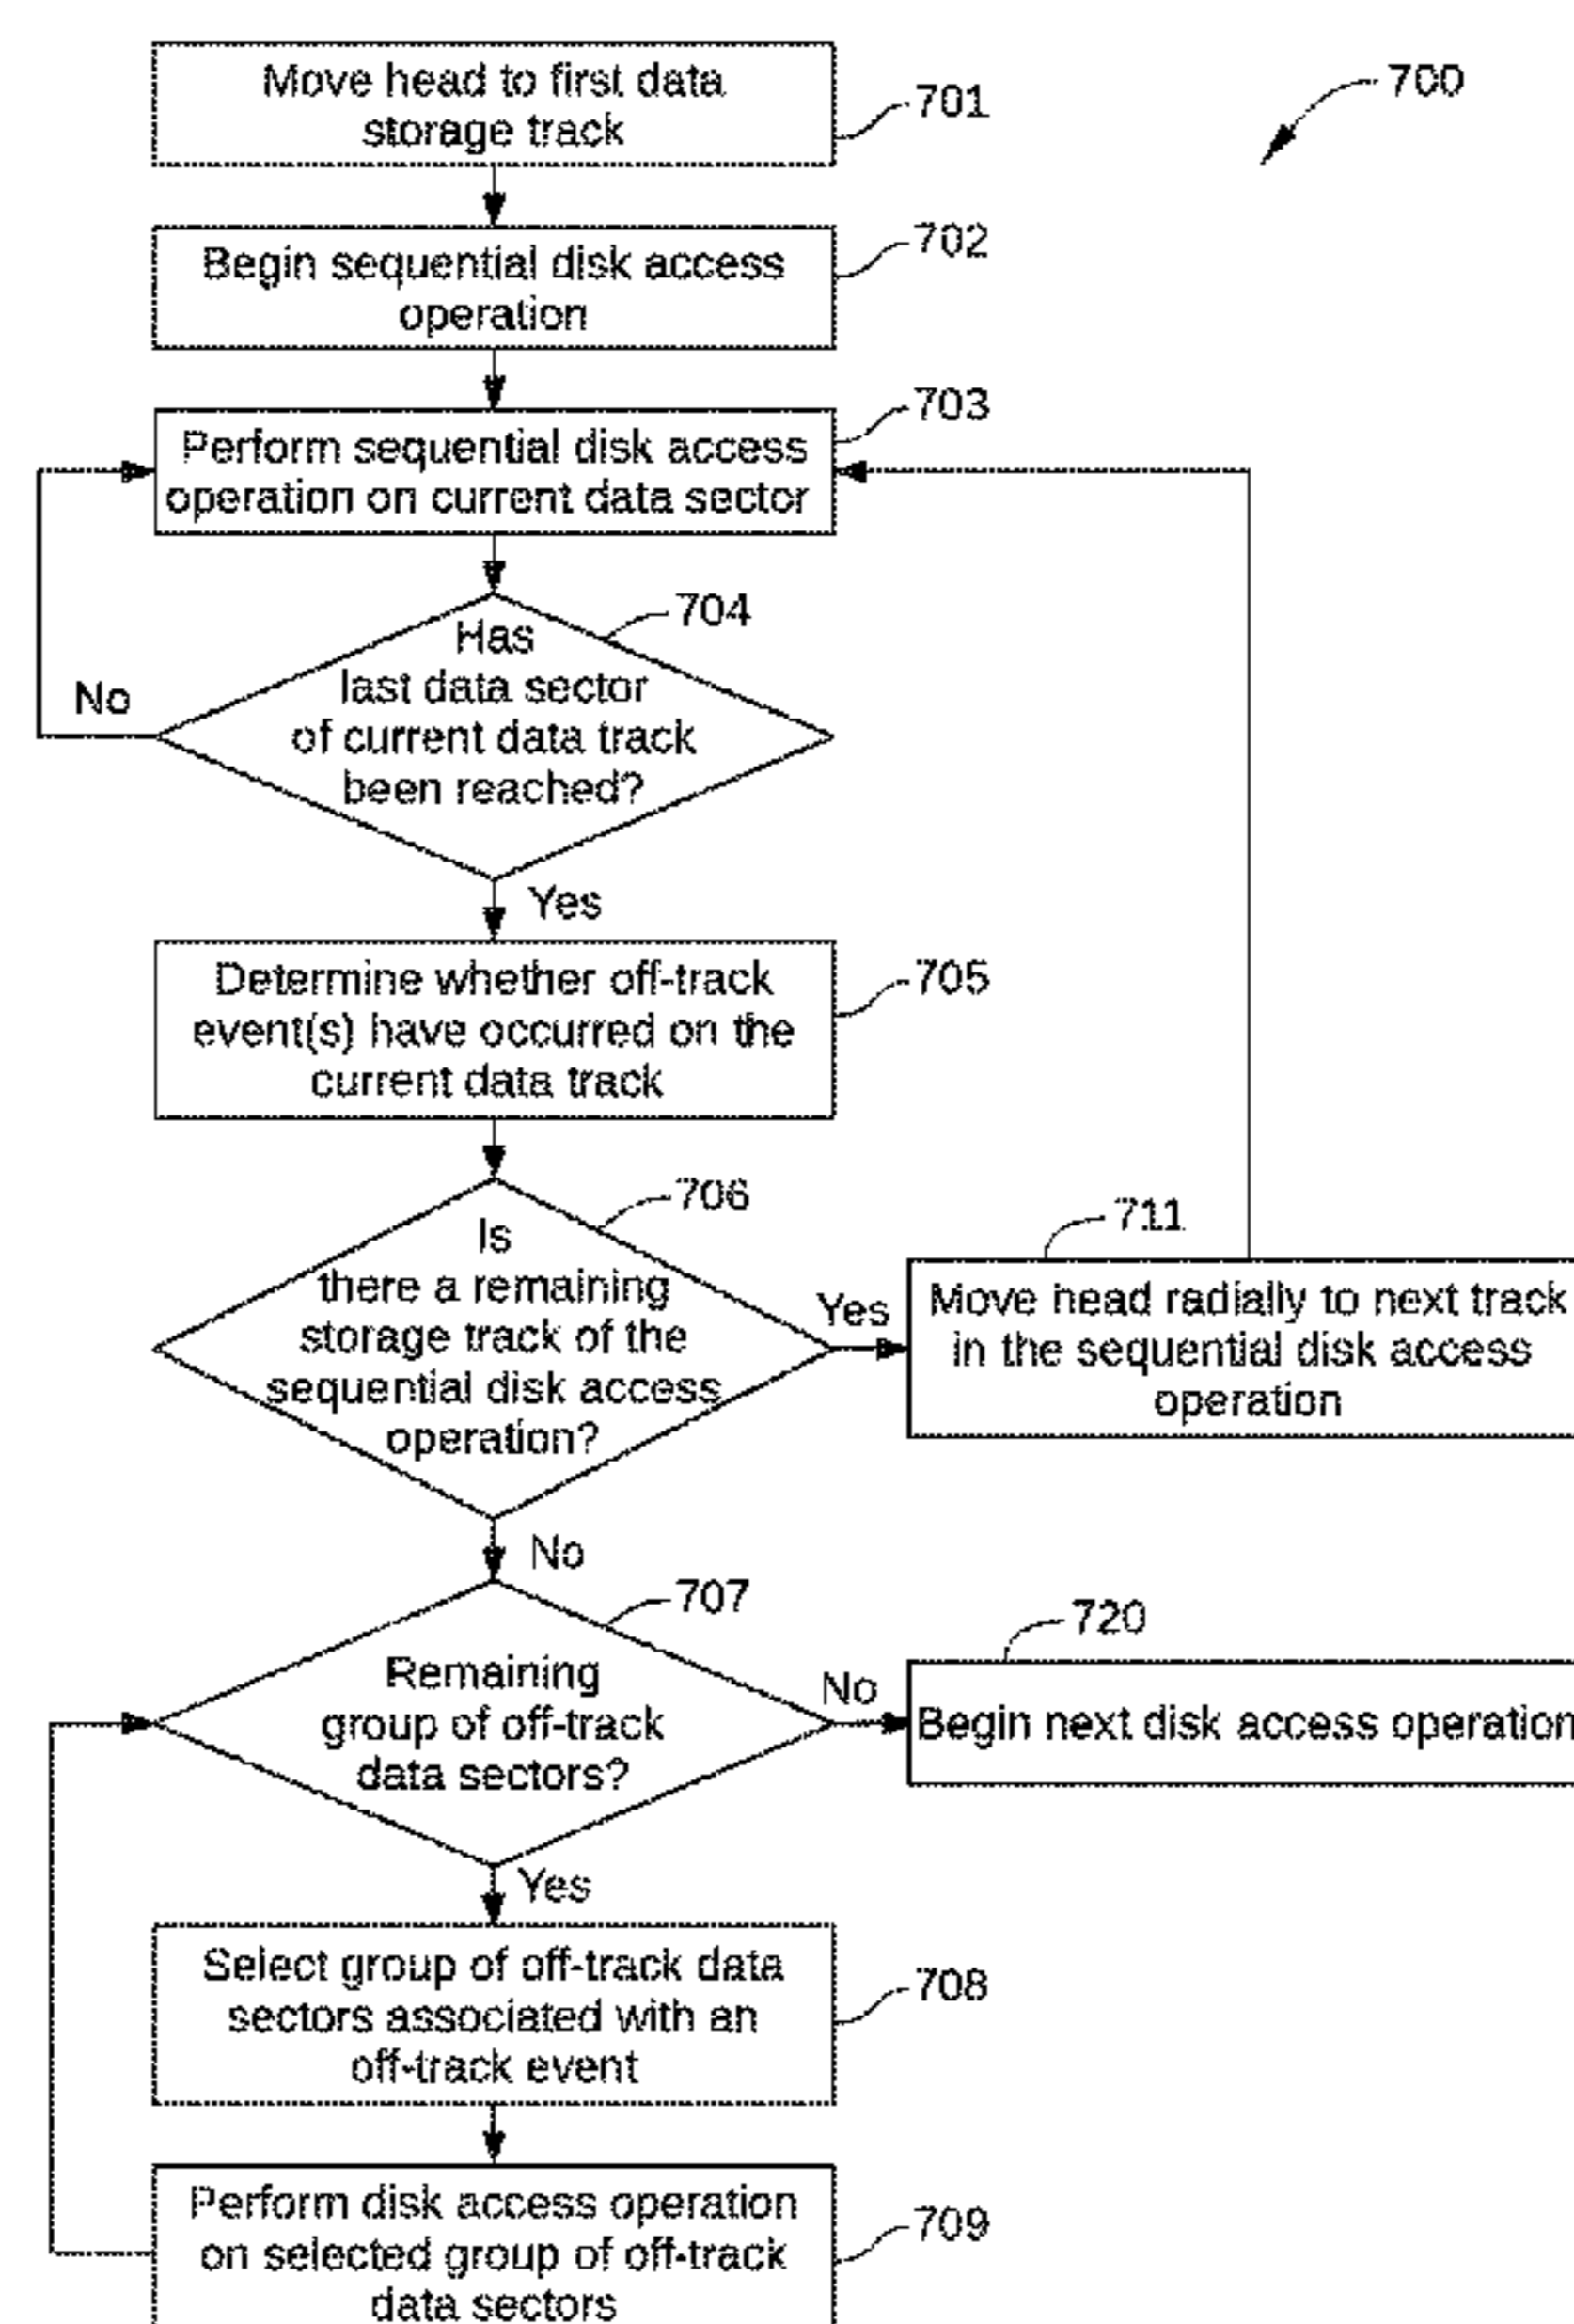 700
Move head to first data
storage track
701
Begin sequential disk access
operation
702
Perform sequential disk access
operation on current data sector
703
Has
last data sector
of current data track
been reached?
704
No
Yes
Determine whether off-track
event(s) have occurred on the
current data track
705
Is
there a remaining
storage track of the
sequential disk access
operation?
706
Yes
Move head radially to next track
in the sequential disk access
operation
711
No
Remaining
group of off-track
data sectors?
707
No
Begin next disk access operation
720
Yes
Select group of off-track data
sectors associated with an
off-track event
708
Perform disk access operation
on selected group of off-track
data sectors
709